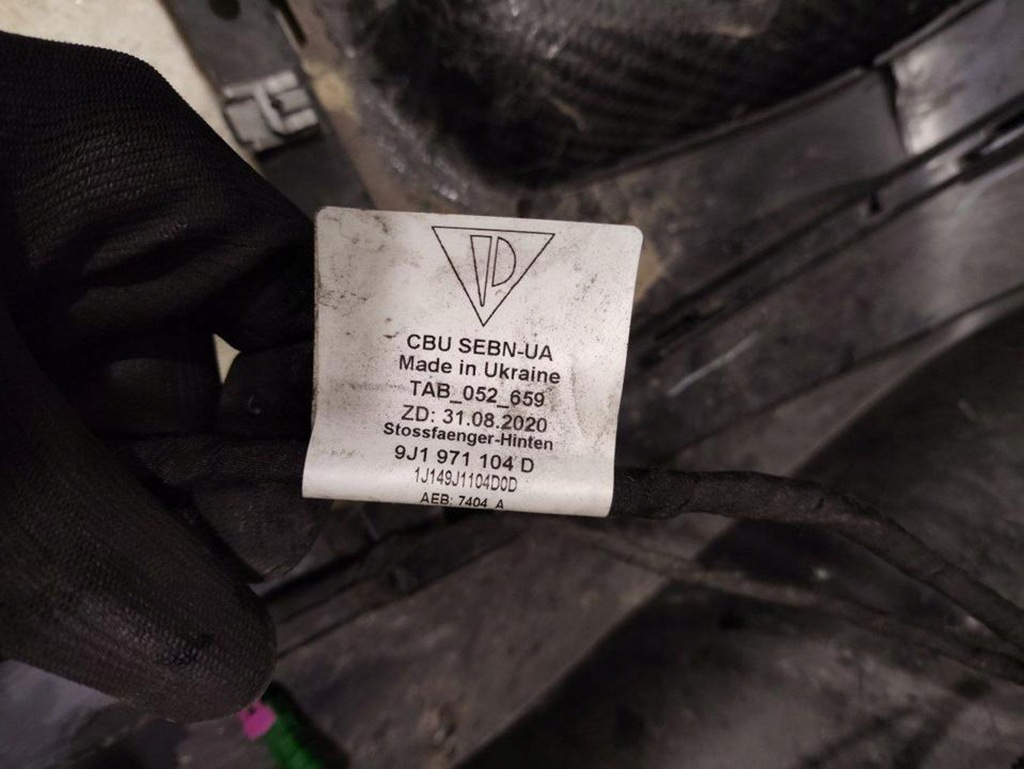 CBU SEBN-UA
Made in Ukraine
TAB_052_659
ZD: 31.08.2020
Stossfaenger-Hinten
9J1 971 104 D
1J149J1104D0D
AEB: 7404_A